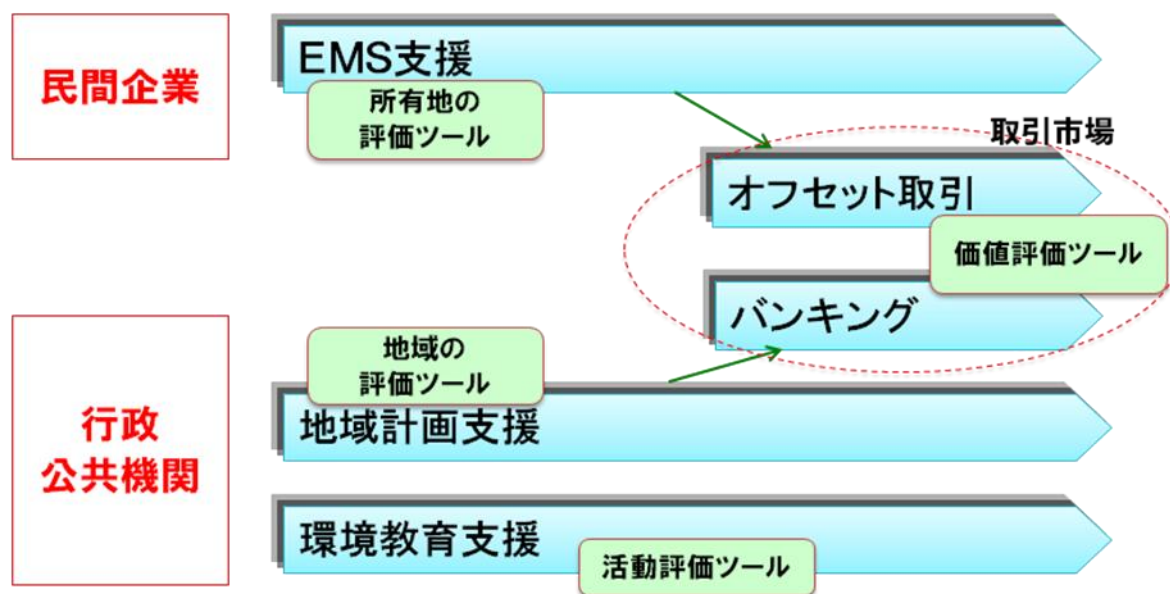 民間企業
EMS支援
所有地の
評価ツール
取引市場
オフセット取引
価値評価ツール
バンキング
行政
公共機関
地域の
評価ツール
地域計画支援
環境教育支援
活動評価ツール